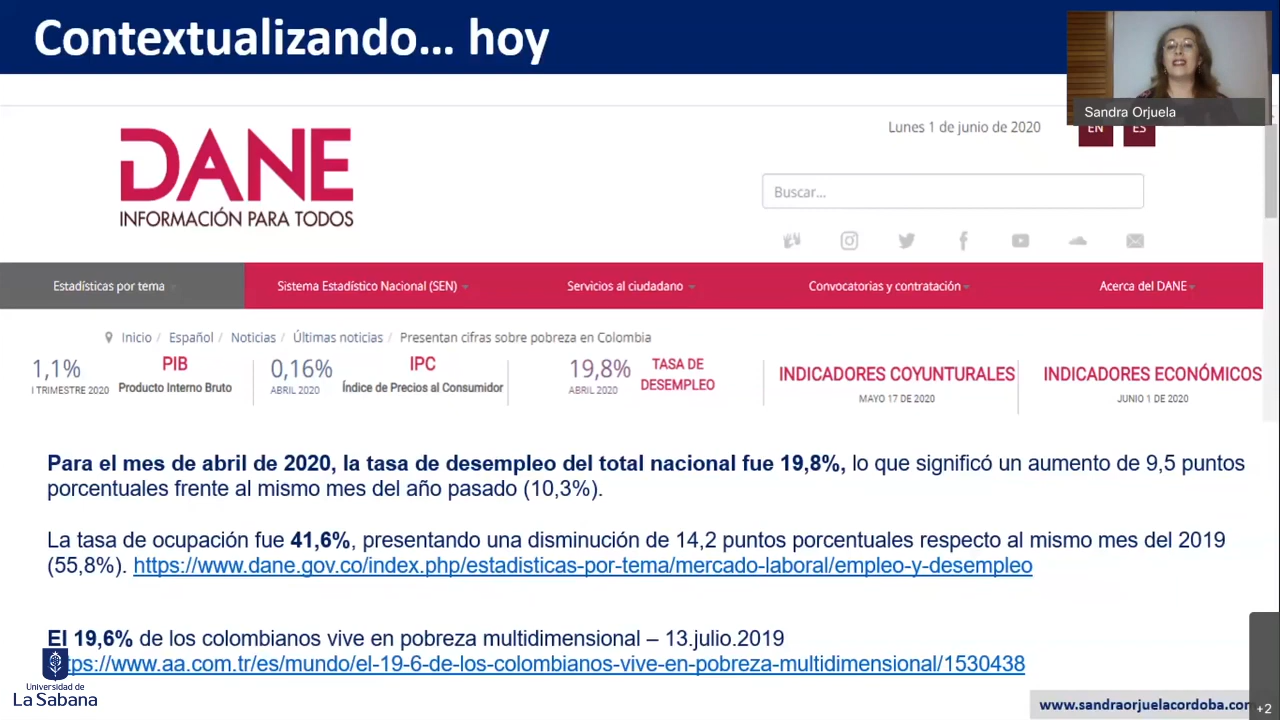 Contextualizando... hoy
Sandra Orjuela
DANE
INFORMACIÓN PARA TODOS
Lunes 1 de junio de 2020
EN ES
Buscar...
Estadísticas por tema
Sistema Estadístico Nacional (SEN)
Servicios al ciudadano
Convocatorias y contratación
Acerca del DANE
Inicio / Español / Noticias / Últimas noticias / Presentan cifras sobre pobreza en Colombia
1,1% PIB
I TRIMESTRE 2020 Producto Interno Bruto
0,16% IPC
ABRIL 2020 Índice de Precios al Consumidor
19,8% TASA DE
ABRIL 2020 DESEMPLEO
INDICADORES COYUNTURALES
MAYO 17 DE 2020
INDICADORES ECONÓMICOS
JUNIO 1 DE 2020
Para el mes de abril de 2020, la tasa de desempleo del total nacional fue 19,8%, lo que significó un aumento de 9,5 puntos
porcentuales frente al mismo mes del año pasado (10,3%).
La tasa de ocupación fue 41,6%, presentando una disminución de 14,2 puntos porcentuales respecto al mismo mes del 2019
(55,8%). https://www.dane.gov.co/index.php/estadisticas-por-tema/mercado-laboral/empleo-y-desempleo
El 19,6% de los colombianos vive en pobreza multidimensional – 13.julio.2019
tps://www.aa.com.tr/es/mundo/el-19-6-de-los-colombianos-vive-en-pobreza-multidimensional/1530438
Universidad de
La Sabana
www.sandraorjuelacordoba.com
+2